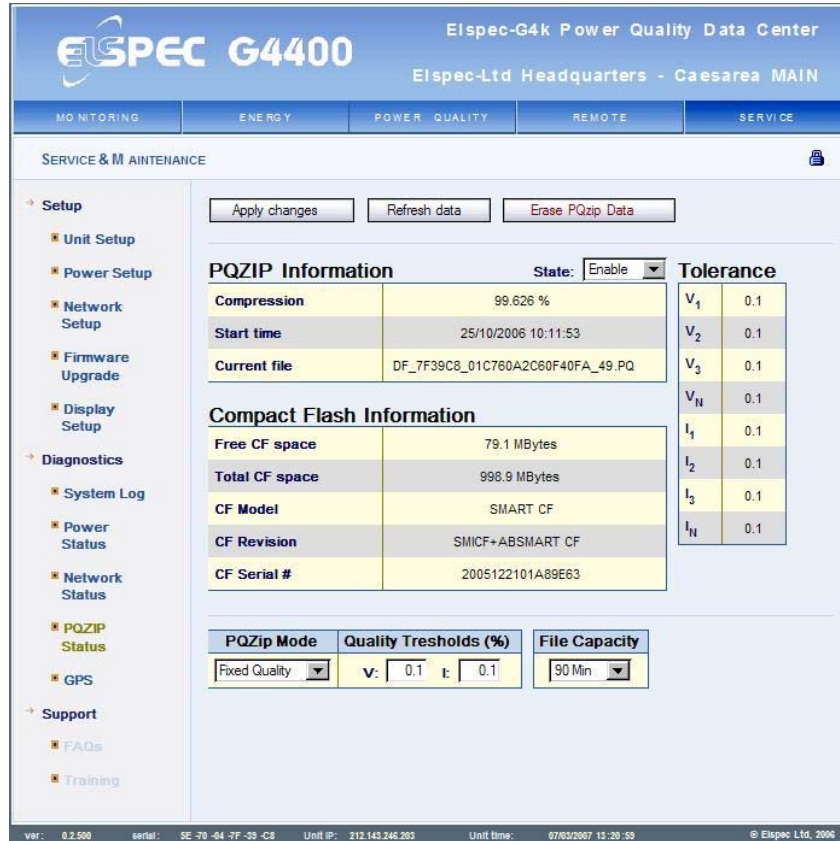 ELSPEC G4400
Elspec-G4k Power Quality Data Center
Elspec-Ltd Headquarters - Caesarea MAIN
MONITORING ENERGY POWER QUALITY REMOTE SERVICE
SERVICE & MAINTENANCE
Setup
Unit Setup
Power Setup
Network
Setup
Firmware
Upgrade
Display
Setup
Diagnostics
System Log
Power
Status
Network
Status
PQZIP
Status
GPS
Support
FAQs
Training
Apply changes Refresh data Erase PQzip Data
PQZIP Information State: Enable
Compression 99.626 %
Start time 25/10/2006 10:11:53
Current file DF_7F39C8_01C760A2C60F40FA_49.PQ
Compact Flash Information
Free CF space 79.1 MBytes
Total CF space 998.9 MBytes
CF Model SMART CF
CF Revision SMICF+ABSMART CF
CF Serial # 2005122101A89E63
Tolerance
V1 0.1
V2 0.1
V3 0.1
VN 0.1
I1 0.1
I2 0.1
I3 0.1
IN 0.1
PQZip Mode Quality Tresholds (%) File Capacity
Fixed Quality V: 0.1 I: 0.1 90 Min
ver: 0.2.500 serial: 5E -70 -04 -7F -39 -C8 Unit IP: 212.143.246.203 Unit time: 07/03/2007 13:20:59 © Elspec Ltd, 2006